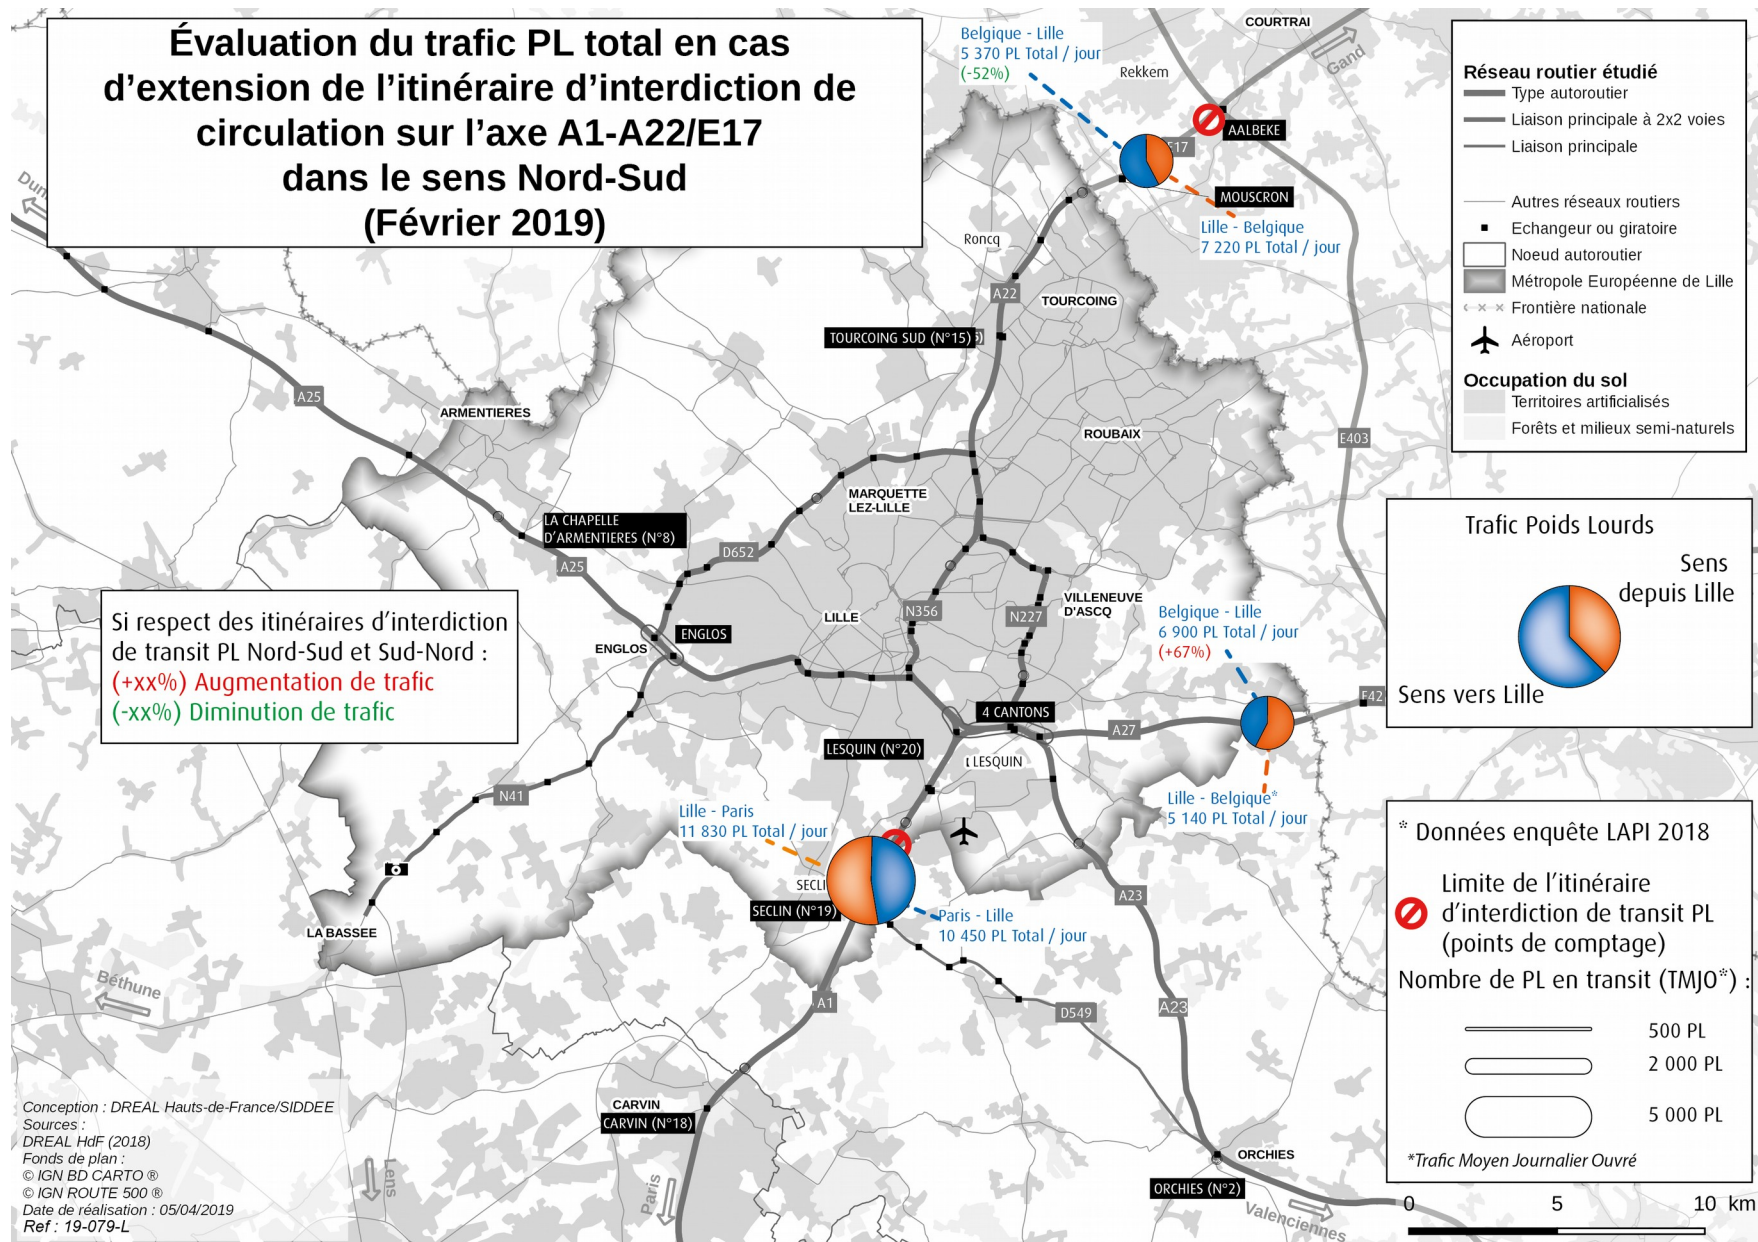 Évaluation du trafic PL total en cas
d'extension de l'itinéraire d'interdiction de
circulation sur l'axe A1-A22/E17
dans le sens Nord-Sud
(Février 2019)
Belgique - Lille
5 370 PL Total / jour
(-52%)
COURTRAI
Gand
Rekkem
AALBEKE
E17
MOUSCRON
Lille - Belgique
7 220 PL Total / jour
Roncq
A22
TOURCOING
TOURCOING SUD (N°15)
ROUBAIX
E403
A25
ARMENTIERES
MARQUETTE
LEZ-LILLE
LA CHAPELLE
D'ARMENTIERES (N°8)
D652
A25
LILLE
N356
N227
VILLENEUVE
D'ASCQ
ENGLOS
ENGLOS
Belgique - Lille
6 900 PL Total / jour
(+67%)
E42
4 CANTONS
A27
LESQUIN (N°20)
LESQUIN
Lille - Belgique*
5 140 PL Total / jour
N41
Lille - Paris
11 830 PL Total / jour
SECLIN (N°19)
Paris - Lille
10 450 PL Total / jour
A23
LA BASSEE
Béthune
A1
D549
A23
CARVIN
CARVIN (N°18)
ORCHIES
ORCHIES (N°2)
Lens
Paris
Valenciennes
Si respect des itinéraires d'interdiction
de transit PL Nord-Sud et Sud-Nord :
(+xx%) Augmentation de trafic
(-xx%) Diminution de trafic
Réseau routier étudié
Type autoroutier
Liaison principale à 2x2 voies
Liaison principale
Autres réseaux routiers
Echangeur ou giratoire
Noeud autoroutier
Métropole Européenne de Lille
Frontière nationale
Aéroport
Occupation du sol
Territoires artificialisés
Forêts et milieux semi-naturels
Trafic Poids Lourds
Sens
depuis Lille
Sens vers Lille
* Données enquête LAPI 2018
Limite de l'itinéraire
d'interdiction de transit PL
(points de comptage)
Nombre de PL en transit (TMJO*) :
500 PL
2 000 PL
5 000 PL
*Trafic Moyen Journalier Ouvré
0 5 10 km
Conception : DREAL Hauts-de-France/SIDDEE
Sources :
DREAL HdF (2018)
Fonds de plan :
© IGN BD CARTO ®
© IGN ROUTE 500 ®
Date de réalisation : 05/04/2019
Ref : 19-079-L